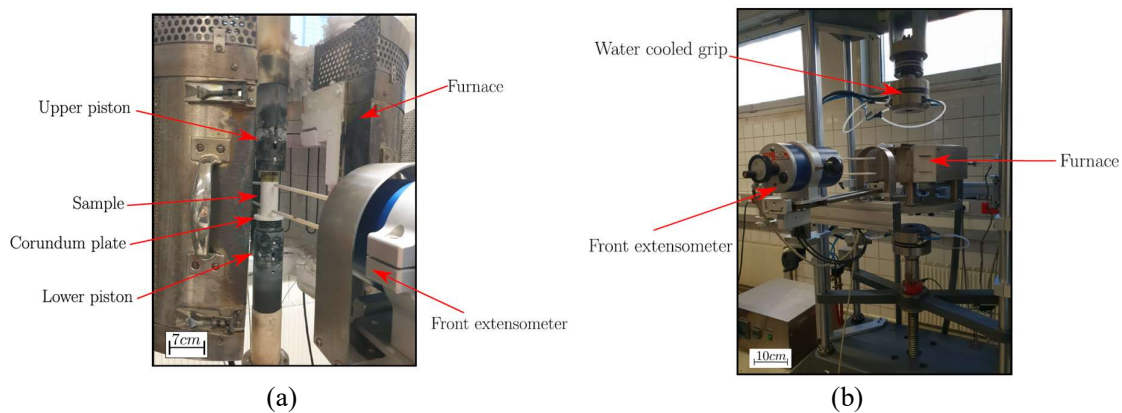 Upper piston
Sample
Corundum plate
Lower piston
Furnace
Front extensometer
7cm
(a)
Water cooled grip
Furnace
Front extensometer
10cm
(b)